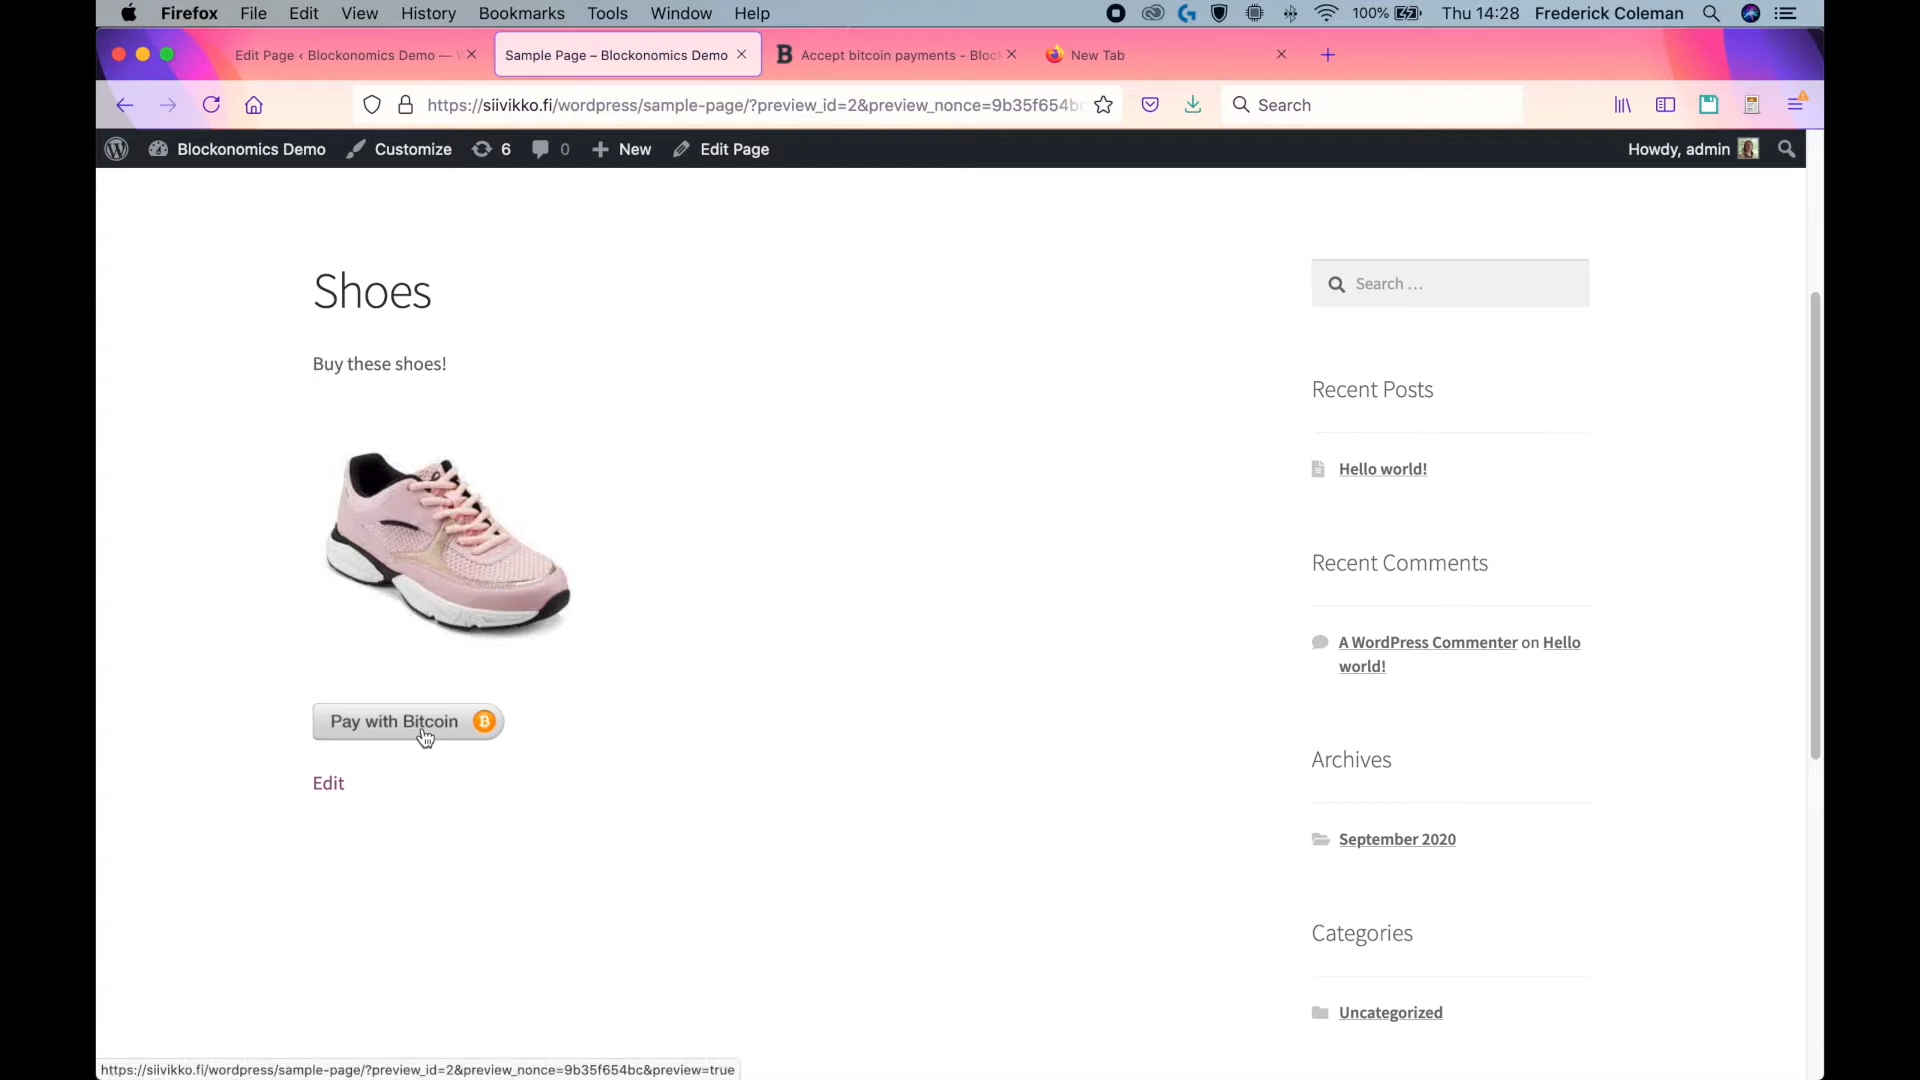 Firefox File Edit View History Bookmarks Tools Window Help 100% Thu 14:28 Frederick Coleman
Edit Page ‹ Blockonomics Demo — Sample Page – Blockonomics Demo Accept bitcoin payments - Bloc New Tab
https://siivikko.fi/wordpress/sample-page/?preview_id=2&preview_nonce=9b35f654b Search
Blockonomics Demo Customize 6 0 New Edit Page Howdy, admin
Shoes
Search …
Buy these shoes!
Recent Posts
Hello world!
Recent Comments
A WordPress Commenter on Hello
world!
Pay with Bitcoin
Edit
Archives
September 2020
Categories
Uncategorized
https://siivikko.fi/wordpress/sample-page/?preview_id=2&preview_nonce=9b35f654bc&preview=true